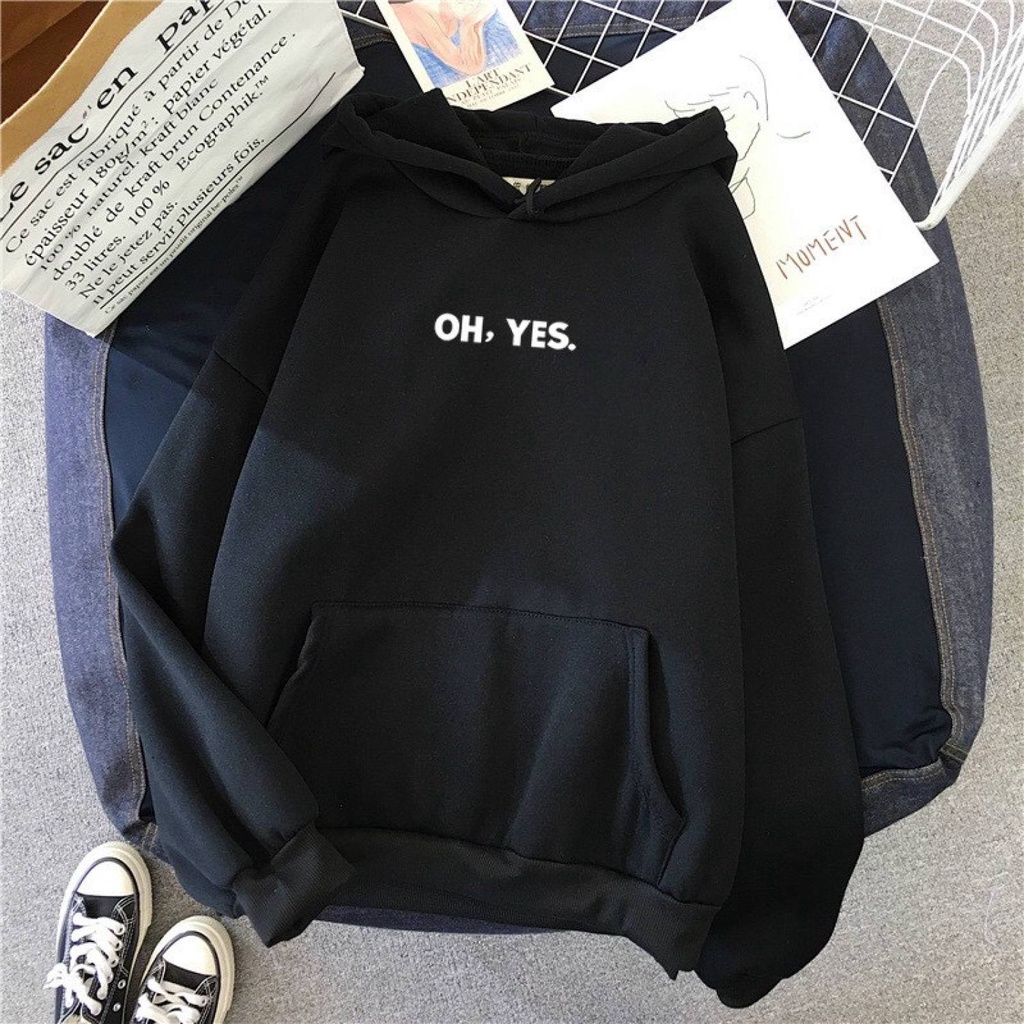 Le sac en pap
Ce sac est fabriqué à partir de De
épaisseur 180g/m², papier végétal.
100 % naturel. kraft blanc
doublé de kraft brun Contenance.
33 litres. 100 % Ecographik™
Ne le jetez pas.
n peut servir plusieurs fois.
L'ART
INDÉPENDANT
MOMENT
OH, YES.